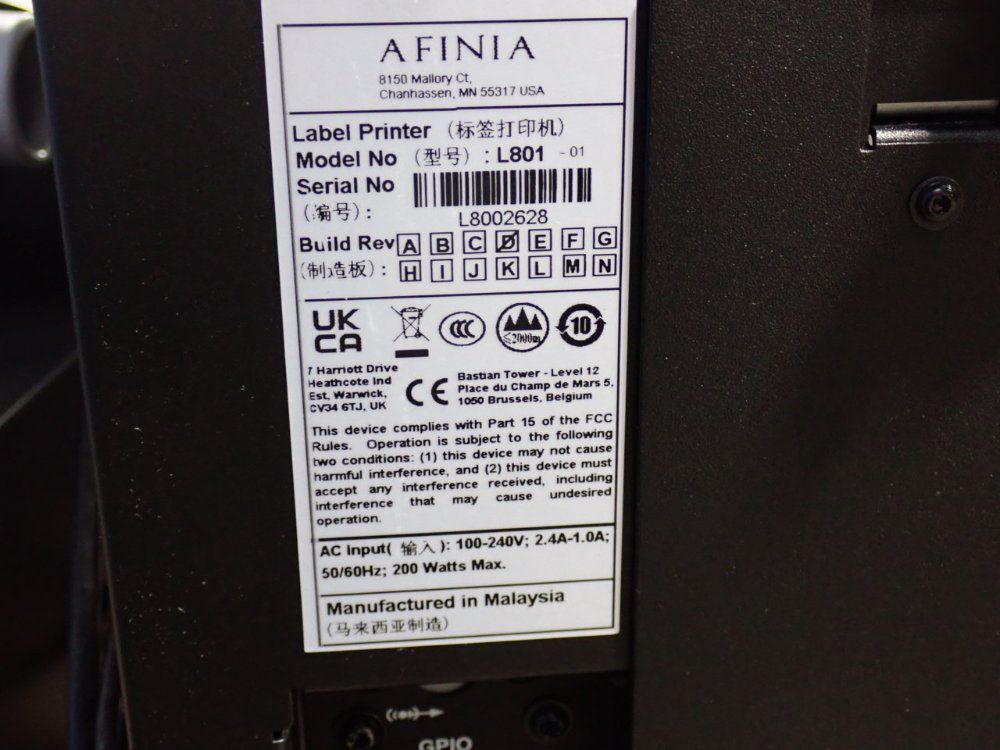 AFINIA
8150 Mallory Ct,
Chanhassen, MN 55317 USA
Label Printer (标签打印机)
Model No (型号) : L801 - 01
Serial No
(编号) :
L8002628
Build Rev A B C D E F G
(制造板) : H I J K L M N
UK
CA
CCC
≤2000m
10
7 Harriott Drive
Heathcote Ind
Est, Warwick,
CV34 6TJ, UK
CE
Bastian Tower - Level 12
Place du Champ de Mars 5,
1050 Brussels, Belgium
This device complies with Part 15 of the FCC
Rules. Operation is subject to the following
two conditions: (1) this device may not cause
harmful interference, and (2) this device must
accept any interference received, including
interference that may cause undesired
operation.
AC Input( 输入 ): 100-240V; 2.4A-1.0A;
50/60Hz; 200 Watts Max.
Manufactured in Malaysia
(马来西亚制造)
GPIO